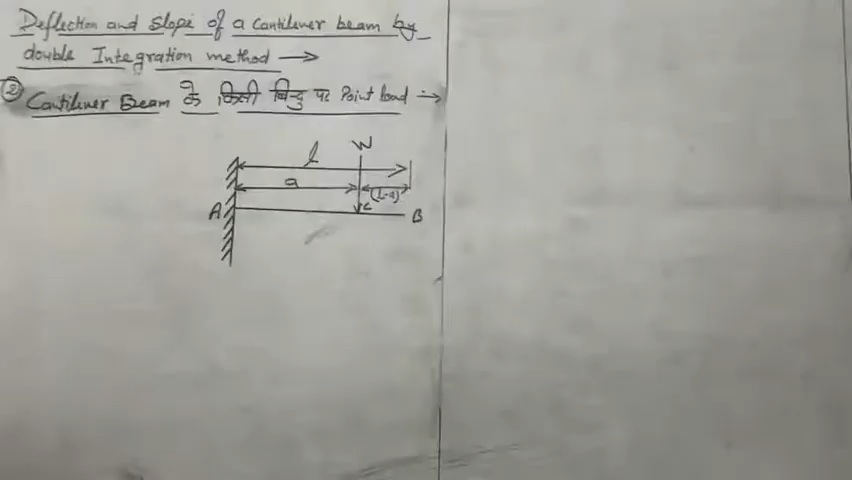 Deflection and Slope of a cantilever beam by
double Integration method →
② Cantilever Beam के किसी बिन्दु पर Point load →
W
l
a
(L-a)
A
C
B